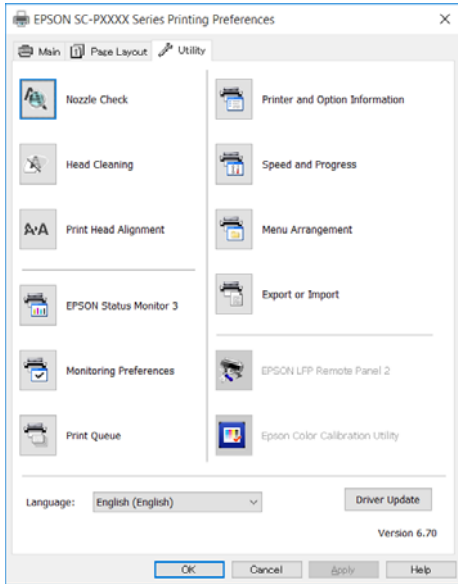 EPSON SC-PXXXX Series Printing Preferences
Main
Page Layout
Utility
Nozzle Check
Printer and Option Information
Head Cleaning
Speed and Progress
Print Head Alignment
Menu Arrangement
EPSON Status Monitor 3
Export or Import
Monitoring Preferences
EPSON LFP Remote Panel 2
Print Queue
Epson Color Calibration Utility
Language:
English (English)
Driver Update
Version 6.70
OK
Cancel
Apply
Help